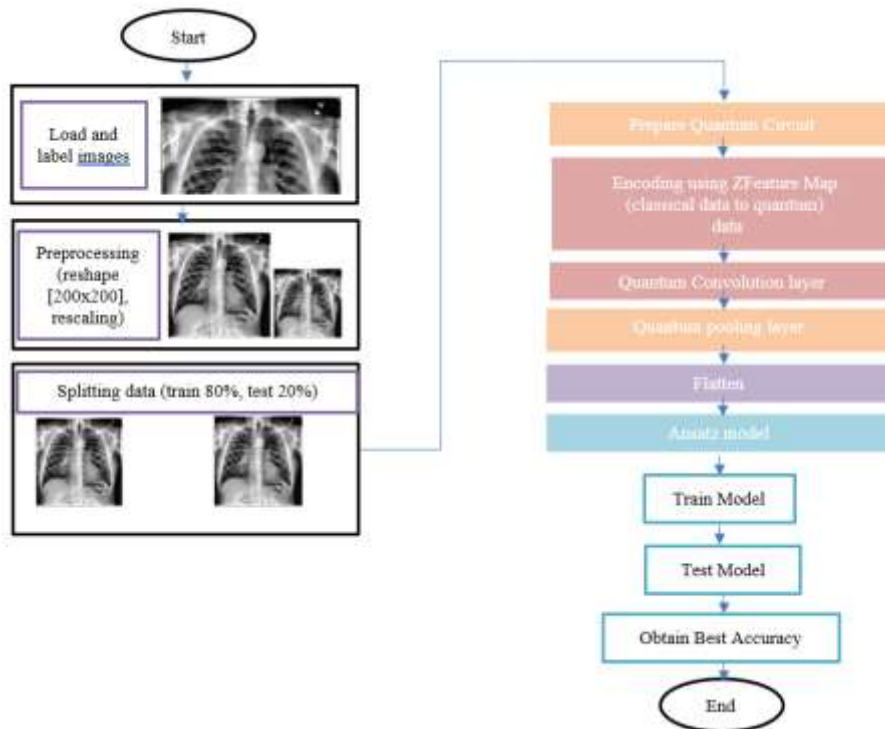 Start
Load and
label images
Preprocessing
(reshape
[200x200],
rescaling)
Splitting data (train 80%, test 20%)
Prepare Quantum Circuit
Encoding using ZFeature Map
(classical data to quantum)
data
Quantum Convolution layer
Quantum pooling layer
Flatten
Ansatz model
Train Model
Test Model
Obtain Best Accuracy
End